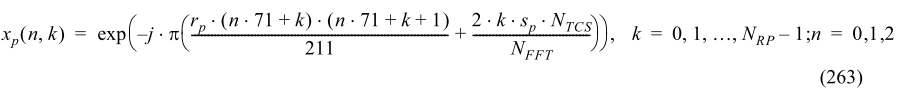 x_p(n, k) = exp(–j · π(r_p · (n · 71 + k) · (n · 71 + k + 1) / 211 + 2 · k · s_p · N_TCS / N_FFT)), k = 0, 1, …, N_RP – 1; n = 0,1,2
(263)